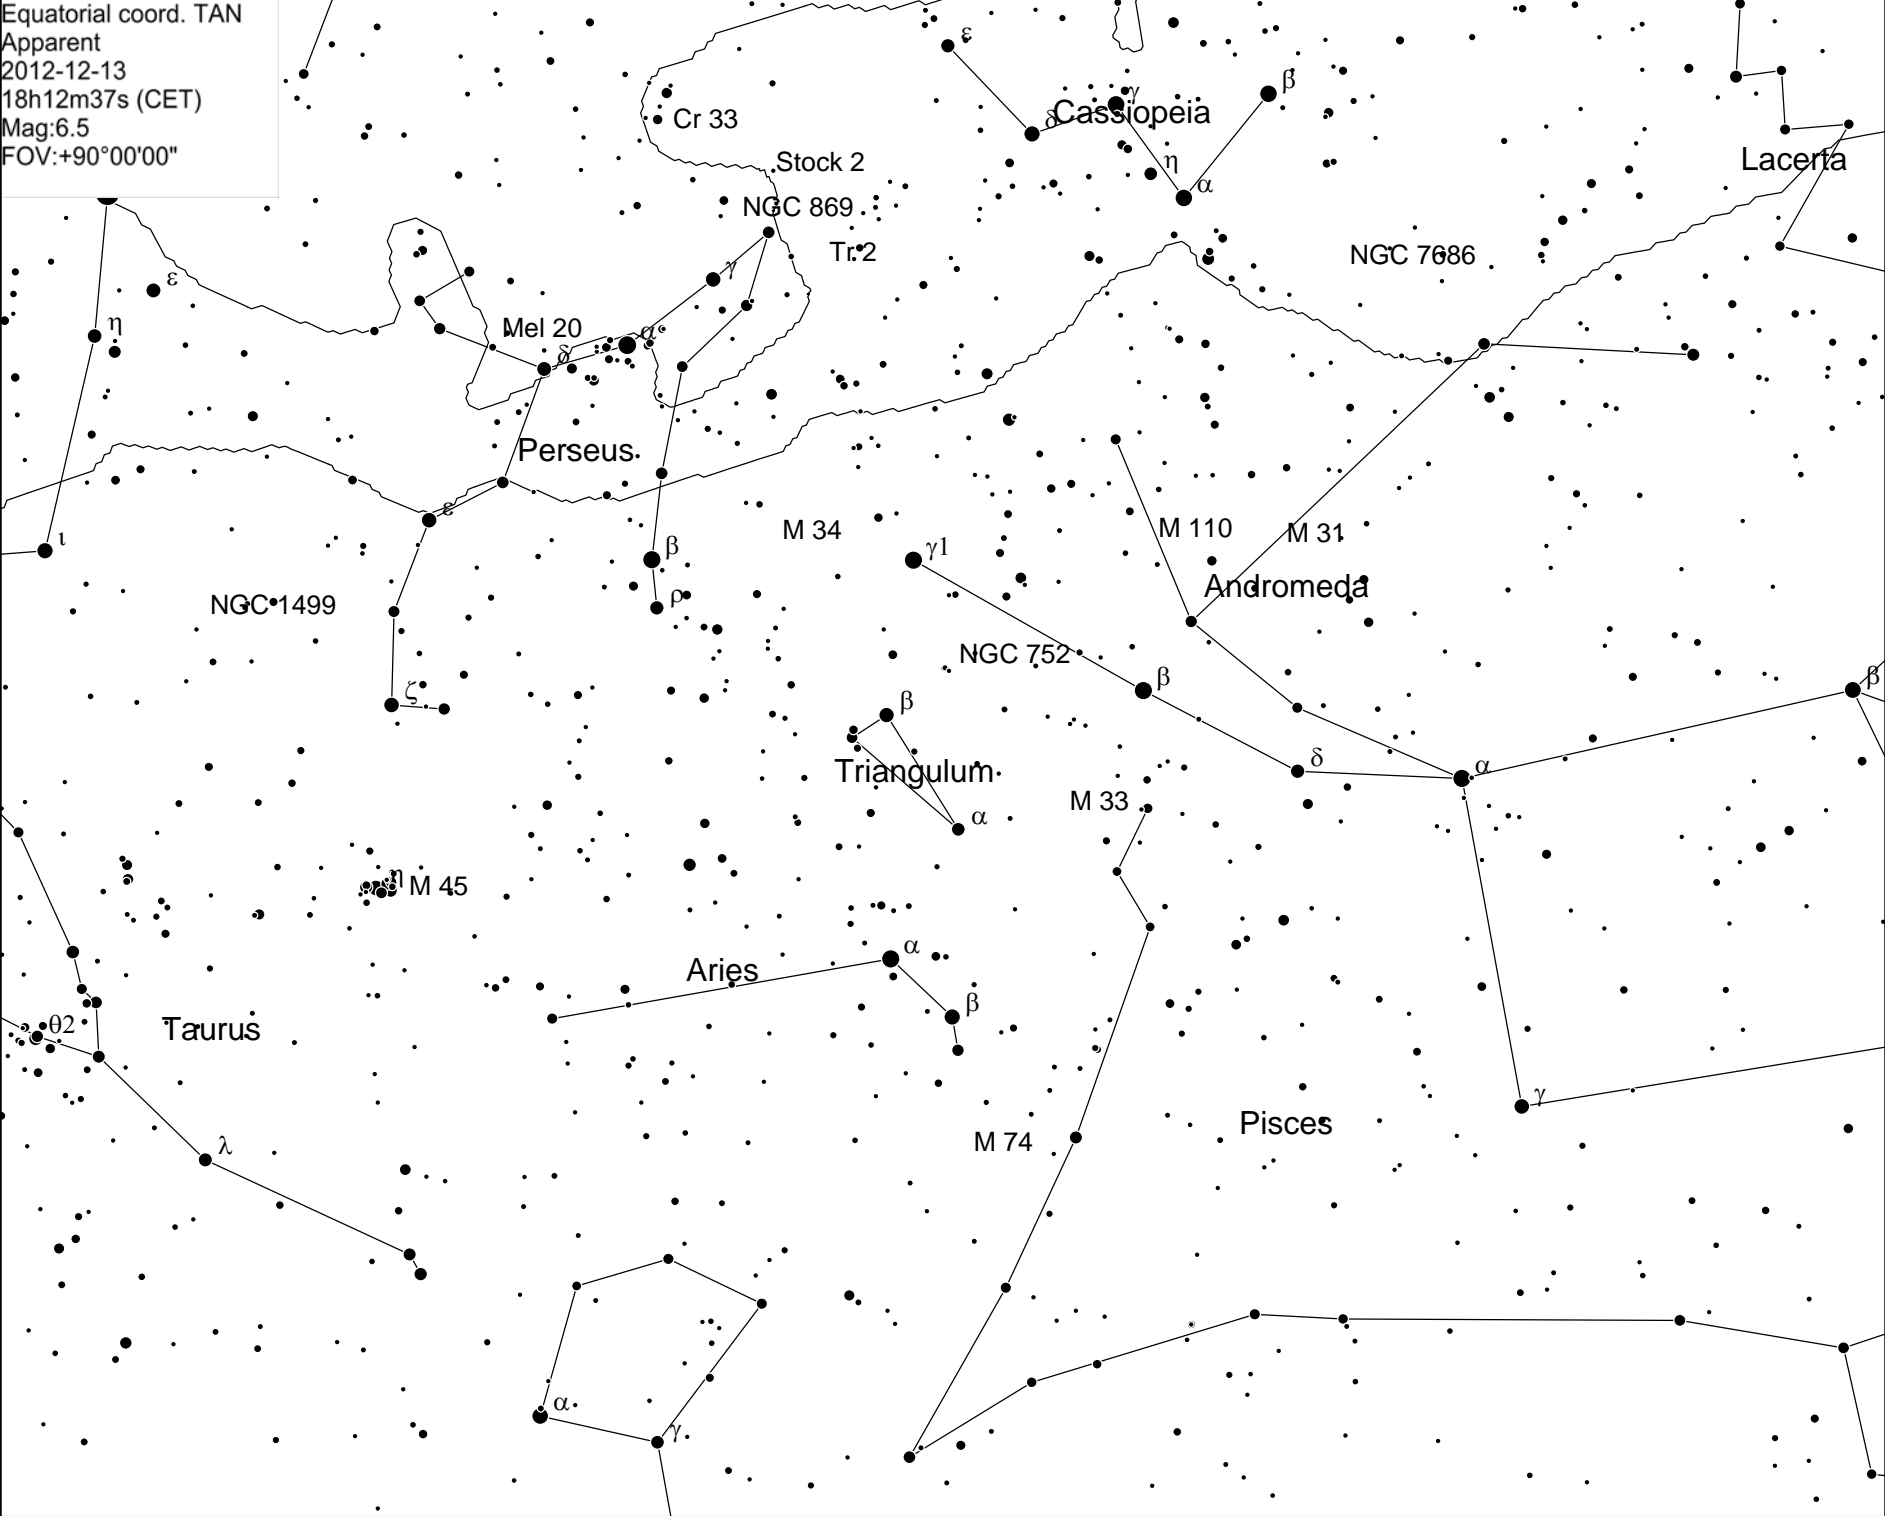 Equatorial coord. TAN
Apparent
2012-12-13
18h12m37s (CET)
Mag:6.5
FOV:+90°00'00"
ε
γ
β
Cassiopeia
δ
Cr 33
η
α
Lacerta
Stock 2
NGC 869
Tr 2
NGC 7686
ε
γ
η
Mel 20
α
δ
Perseus
ε
M 34
M 110
M 31
ι
β
γ1
Andromeda
NGC 1499
ρ
NGC 752
β
β
ζ
β
δ
α
Triangulum
α
M 33
η
M 45
α
Aries
β
θ2
Taurus
γ
Pisces
M 74
λ
α
γ